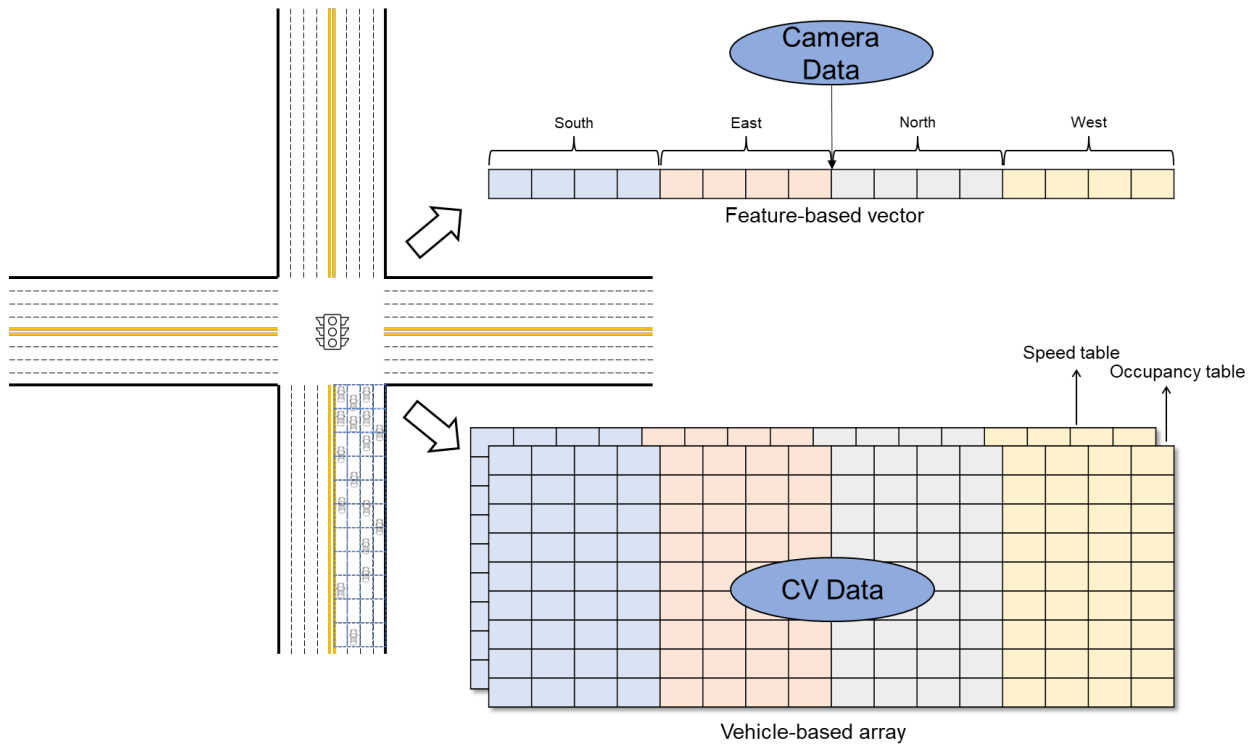 Camera
Data
South
East
North
West
Feature-based vector
Speed table
Occupancy table
CV Data
Vehicle-based array